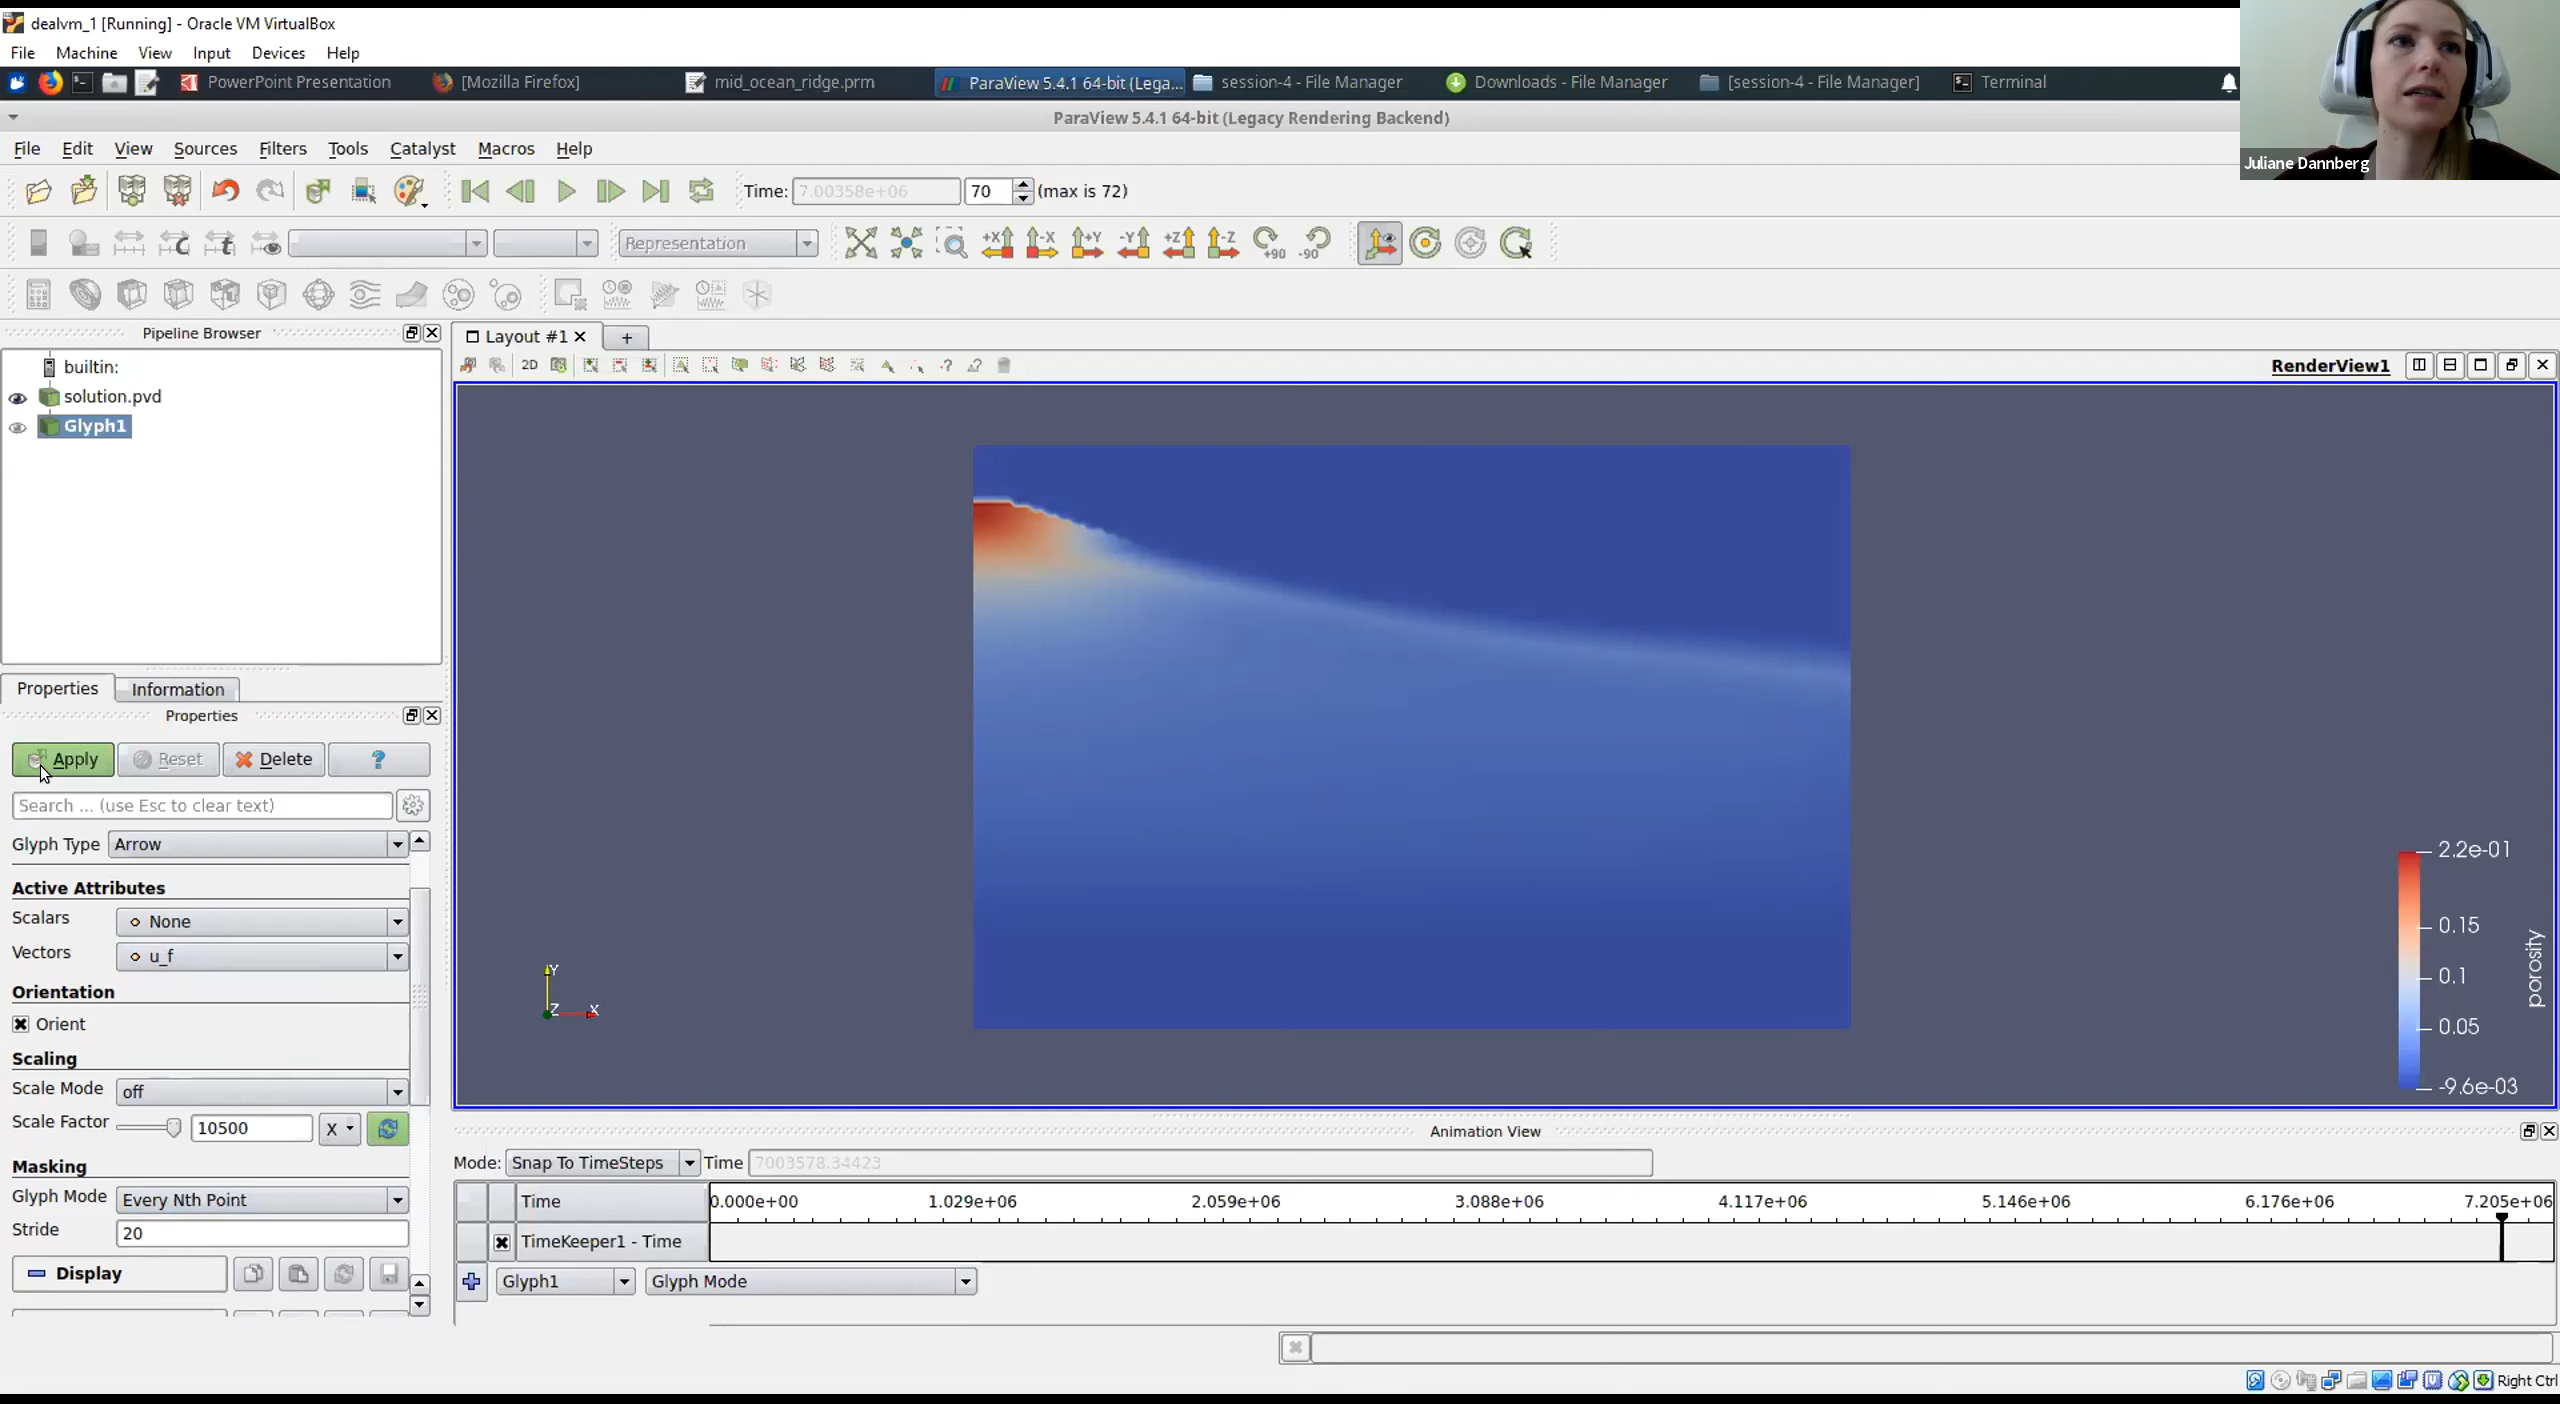 dealvm_1 [Running] - Oracle VM VirtualBox
File Machine View Input Devices Help
PowerPoint Presentation [Mozilla Firefox] mid_ocean_ridge.prm ParaView 5.4.1 64-bit (Lega... session-4 - File Manager Downloads - File Manager [session-4 - File Manager] Terminal
Juliane Dannberg
ParaView 5.4.1 64-bit (Legacy Rendering Backend)
File Edit View Sources Filters Tools Catalyst Macros Help
Time: 7.00358e+06 70 (max is 72)
Representation +X -X +Y -Y +Z -Z +90 -90
Pipeline Browser
Layout #1 +
builtin:
2D
RenderView1
solution.pvd
Glyph1
Properties Information
Properties
Apply Reset Delete ?
Search ... (use Esc to clear text)
Glyph Type Arrow
Active Attributes
Scalars None
Vectors u_f
Orientation
Orient
Scaling
Scale Mode off
Scale Factor 10500 X
Masking
Glyph Mode Every Nth Point
Stride 20
Display
Y
Z X
2.2e-01
0.15
0.1
0.05
-9.6e-03
porosity
Animation View
Mode: Snap To TimeSteps Time 7003578.34423
Time 0.000e+00 1.029e+06 2.059e+06 3.088e+06 4.117e+06 5.146e+06 6.176e+06 7.205e+06
TimeKeeper1 - Time
Glyph1 Glyph Mode
Right Ctrl